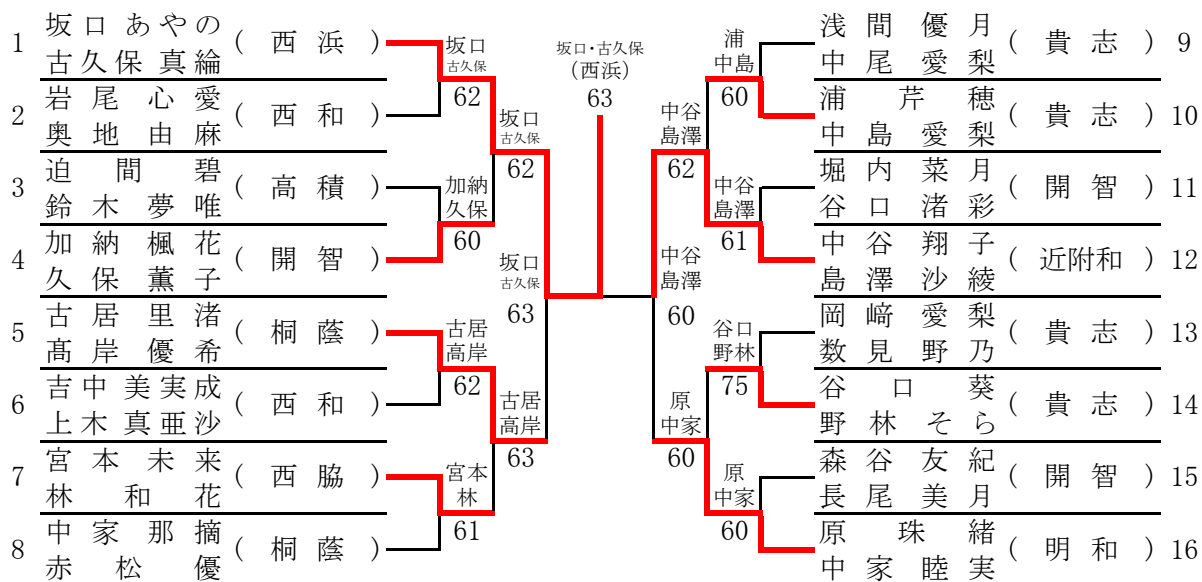 1 坂口 あやの
古久保 真綸
( 西 浜 )
2 岩尾心愛
奥地由麻
( 西 和 )
3 迫間碧
鈴木夢唯
( 高 積 )
4 加納楓花
久保薫子
( 開 智 )
5 古居里渚
髙岸優希
( 桐 蔭 )
6 吉中美実成
上木真亜沙
( 西 和 )
7 宮本未来
林和花
( 西 脇 )
8 中家那摘
赤松優
( 桐 蔭 )
坂口
古久保
62
加納
久保
60
古居
高岸
62
宮本
林
61
坂口
古久保
62
古居
高岸
63
坂口
古久保
63
坂口・古久保
(西浜)
63
中谷
島澤
60
中谷
島澤
62
原
中家
60
浦
中島
60
中谷
島澤
61
谷口
野林
75
原
中家
60
浅間優月
中尾愛梨
( 貴 志 ) 9
浦芹穂
中島愛梨
( 貴 志 ) 10
堀内菜月
谷口渚彩
( 開 智 ) 11
中谷翔子
島澤沙綾
( 近附和 ) 12
岡﨑愛梨
数見野乃
( 貴 志 ) 13
谷口葵
野林そら
( 貴 志 ) 14
森谷友紀
長尾美月
( 開 智 ) 15
原珠緒
中家睦実
( 明 和 ) 16